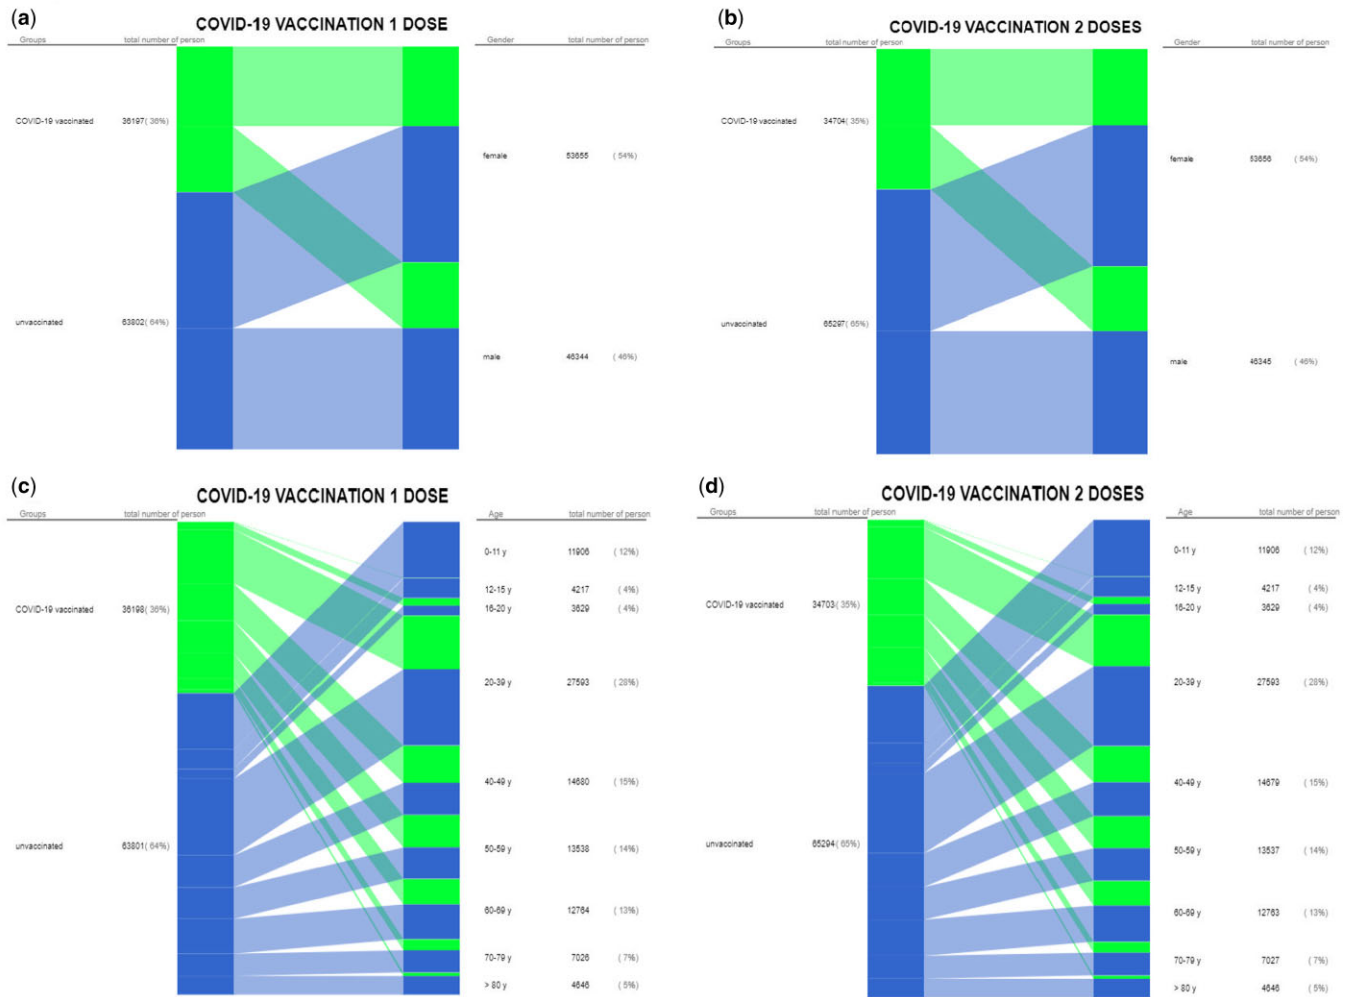 (a)
COVID-19 VACCINATION 1 DOSE
Groups total number of person Gender total number of person
COVID-19 vaccinated 36197( 36%)
female 53655 ( 54%)
unvaccinated 63802( 64%)
male 46344 ( 46%)
(b)
COVID-19 VACCINATION 2 DOSES
Groups total number of person Gender total number of person
COVID-19 vaccinated 34704( 35%)
female 53656 ( 54%)
unvaccinated 65297( 65%)
male 46345 ( 46%)
(c)
COVID-19 VACCINATION 1 DOSE
Groups total number of person Age total number of person
0-11 y 11906 ( 12%)
12-15 y 4217 ( 4%)
COVID-19 vaccinated 36198( 36%)
16-20 y 3629 ( 4%)
20-39 y 27593 ( 28%)
40-49 y 14680 ( 15%)
unvaccinated 63801( 64%)
50-59 y 13538 ( 14%)
60-69 y 12764 ( 13%)
70-79 y 7026 ( 7%)
> 80 y 4646 ( 5%)
(d)
COVID-19 VACCINATION 2 DOSES
Groups total number of person Age total number of person
0-11 y 11906 ( 12%)
12-15 y 4217 ( 4%)
COVID-19 vaccinated 34703( 35%)
16-20 y 3629 ( 4%)
20-39 y 27593 ( 28%)
40-49 y 14679 ( 15%)
unvaccinated 65294( 65%)
50-59 y 13537 ( 14%)
60-69 y 12763 ( 13%)
70-79 y 7027 ( 7%)
> 80 y 4646 ( 5%)